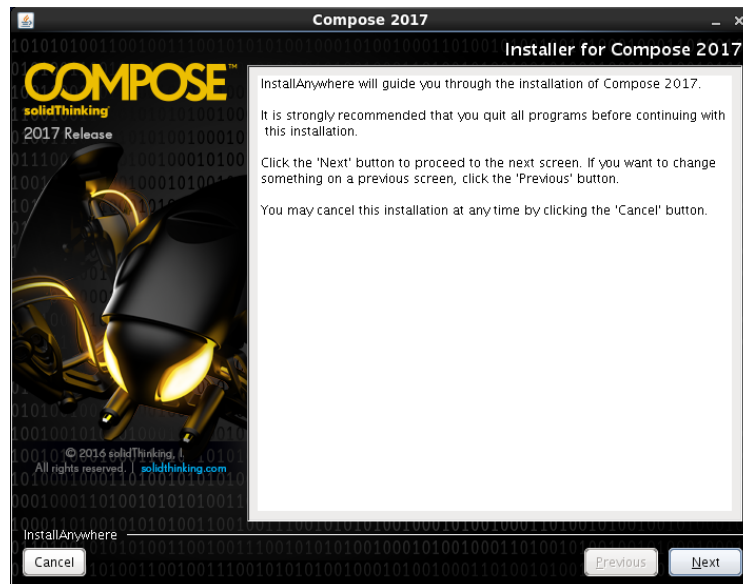 Compose 2017
Installer for Compose 2017
COMPOSE™
solidThinking
2017 Release
InstallAnywhere will guide you through the installation of Compose 2017.
It is strongly recommended that you quit all programs before continuing with
this installation.
Click the 'Next' button to proceed to the next screen. If you want to change
something on a previous screen, click the 'Previous' button.
You may cancel this installation at any time by clicking the 'Cancel' button.
© 2016 solidThinking, I
All rights reserved. | solidthinking.com
InstallAnywhere
Cancel
Previous
Next